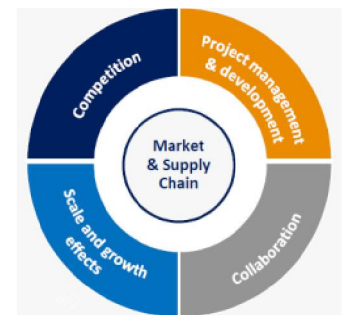 Competition
Project management
& development
Market
& Supply
Chain
Scale and growth
effects
Collaboration